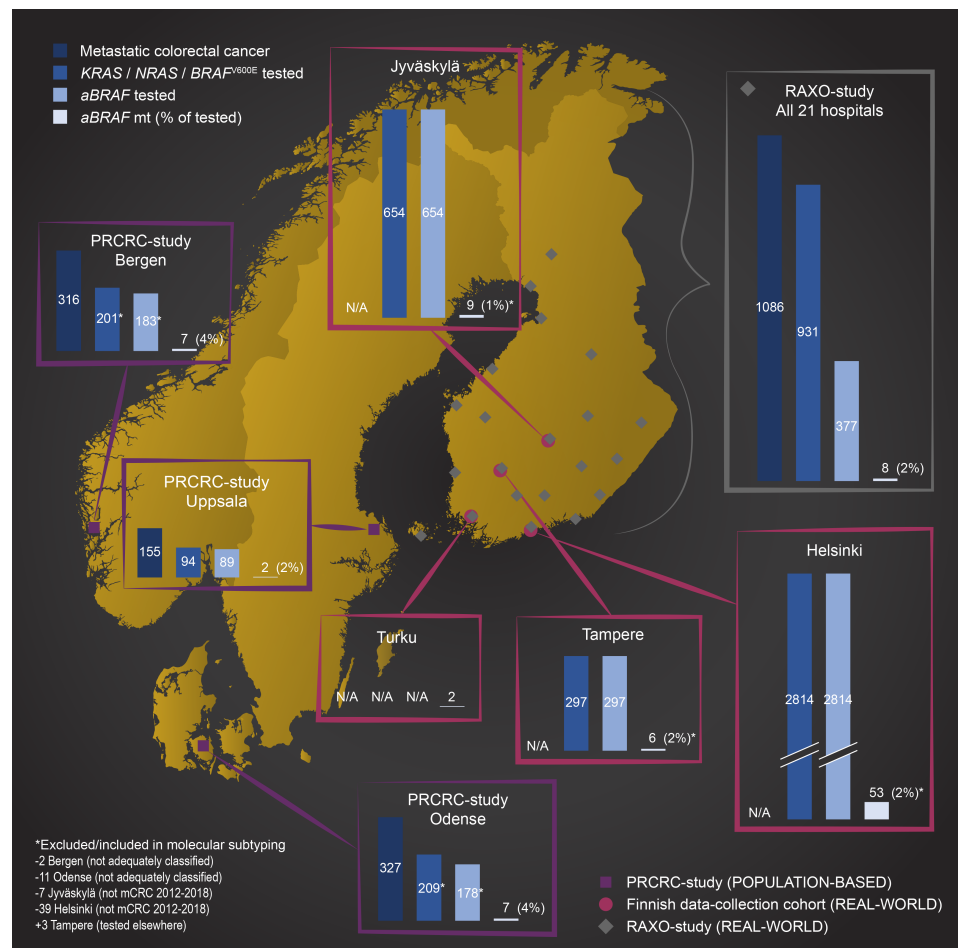 Metastatic colorectal cancer
KRAS / NRAS / BRAFV600E tested
aBRAF tested
aBRAF mt (% of tested)
Jyväskylä
654
654
N/A
9 (1%)*
RAXO-study
All 21 hospitals
1086
931
377
8 (2%)
PRCRC-study
Bergen
316
201*
183*
7 (4%)
PRCRC-study
Uppsala
155
94
89
2 (2%)
Turku
N/A
N/A
N/A
2
Tampere
297
297
N/A
6 (2%)*
Helsinki
2814
2814
N/A
53 (2%)*
PRCRC-study
Odense
327
209*
178*
7 (4%)
*Excluded/included in molecular subtyping
-2 Bergen (not adequately classified)
-11 Odense (not adequately classified)
-7 Jyväskylä (not mCRC 2012-2018)
-39 Helsinki (not mCRC 2012-2018)
+3 Tampere (tested elsewhere)
PRCRC-study (POPULATION-BASED)
Finnish data-collection cohort (REAL-WORLD)
RAXO-study (REAL-WORLD)